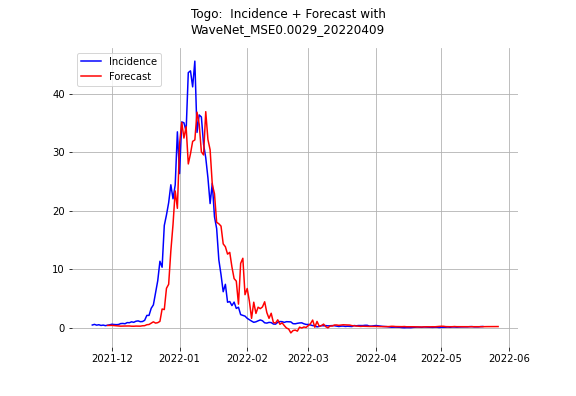 Togo:  Incidence + Forecast with
WaveNet_MSE0.0029_20220409
Incidence
Forecast
40
30
20
10
0
2021-12 2022-01 2022-02 2022-03 2022-04 2022-05 2022-06